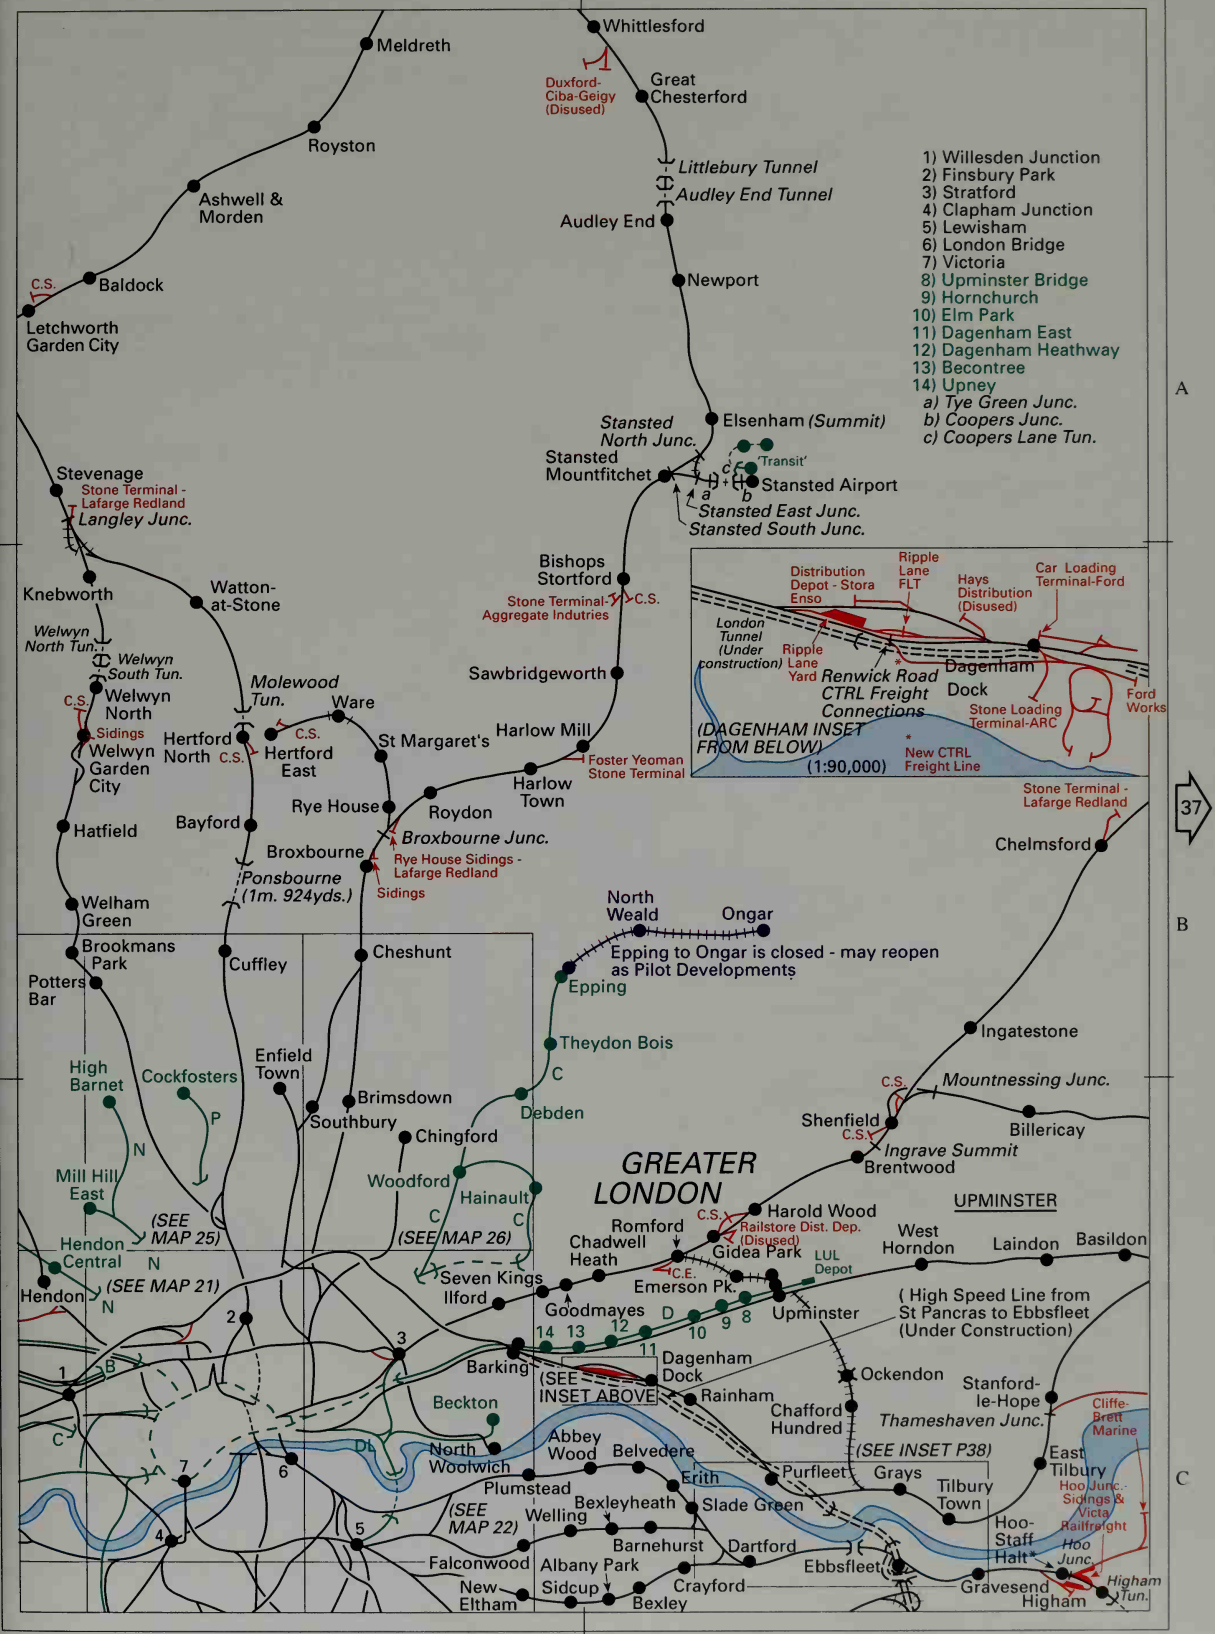 Whittlesford
Meldreth
Duxford-
Ciba-Geigy
(Disused)
Great
Chesterford
Royston
Littlebury Tunnel
Audley End Tunnel
Ashwell &
Morden
Audley End
1) Willesden Junction
2) Finsbury Park
3) Stratford
4) Clapham Junction
5) Lewisham
6) London Bridge
7) Victoria
8) Upminster Bridge
9) Hornchurch
10) Elm Park
11) Dagenham East
12) Dagenham Heathway
13) Becontree
14) Upney
a) Tye Green Junc.
b) Coopers Junc.
c) Coopers Lane Tun.
C.S.
Baldock
Newport
Letchworth
Garden City
A
Elsenham (Summit)
Stansted
North Junc.
Stansted
Mountfitchet
'Transit'
c
a
b
Stansted Airport
Stansted East Junc.
Stansted South Junc.
Stevenage
Stone Terminal -
Lafarge Redland
Langley Junc.
Knebworth
Watton-
at-Stone
Bishops
Stortford
Stone Terminal-
Aggregate Indutries
C.S.
Welwyn
North Tun.
Welwyn
South Tun.
Welwyn
North
C.S.
Sidings
Welwyn
Garden
City
Molewood
Tun.
Ware
C.S.
Hertford
North
C.S.
Hertford
East
St Margaret's
Sawbridgeworth
Harlow Mill
Foster Yeoman
Stone Terminal
Harlow
Town
Distribution
Depot - Stora
Enso
Ripple
Lane
FLT
Hays
Distribution
(Disused)
Car Loading
Terminal-Ford
London
Tunnel
(Under
construction)
Ripple
Lane
Yard
*
Renwick Road
CTRL Freight
Connections
Dagenham
Dock
Stone Loading
Terminal-ARC
Ford
Works
(DAGENHAM INSET
FROM BELOW)
(1:90,000)
*
New CTRL
Freight Line
37
Rye House
Roydon
Hatfield
Bayford
Broxbourne Junc.
Broxbourne
Rye House Sidings -
Lafarge Redland
Sidings
Ponsbourne
(1m. 924yds.)
Stone Terminal -
Lafarge Redland
Chelmsford
Welham
Green
Brookmans
Park
Potters
Bar
Cuffley
Cheshunt
North
Weald
Ongar
Epping to Ongar is closed - may reopen
as Pilot Developments
Epping
B
Theydon Bois
C
Debden
Ingatestone
High
Barnet
Cockfosters
Enfield
Town
P
N
Southbury
Brimsdown
Chingford
C.S.
Mountnessing Junc.
Shenfield
C.S.
Billericay
Ingrave Summit
Brentwood
Mill Hill
East
(SEE
MAP 25)
Woodford
Hainault
C
C
(SEE MAP 26)
GREATER
LONDON
UPMINSTER
C.S.
Harold Wood
Railstore Dist. Dep.
(Disused)
Romford
Gidea Park
Chadwell
Heath
C.E.
Emerson Pk.
LUL
Depot
West
Horndon
Laindon
Basildon
Hendon
Central
N
(SEE MAP 21)
N
Hendon
Seven Kings
Ilford
Goodmayes
D
Upminster
( High Speed Line from
St Pancras to Ebbsfleet
(Under Construction)
2
3
14
13
12
11
10
9
8
Barking
(SEE
INSET ABOVE)
Dagenham
Dock
Rainham
Ockendon
1
B
C
Beckton
DL
North
Woolwich
Chafford
Hundred
Stanford-
le-Hope
Thameshaven Junc.
Cliffe-
Brett
Marine
Abbey
Wood
Belvedere
(SEE INSET P38)
East
Tilbury
7
6
Plumstead
Erith
Purfleet
Grays
Tilbury
Town
C
Hoo Junc.-
Sidings &
Victa
Railfreight
(SEE
MAP 22)
Bexleyheath
Welling
Slade Green
4
5
Barnehurst
Dartford
Hoo-
Staff
Halt*
Hoo
Junc.
Falconwood
Albany Park
Ebbsfleet
New
Eltham
Sidcup
Bexley
Crayford
Gravesend
Higham
Higham
Tun.